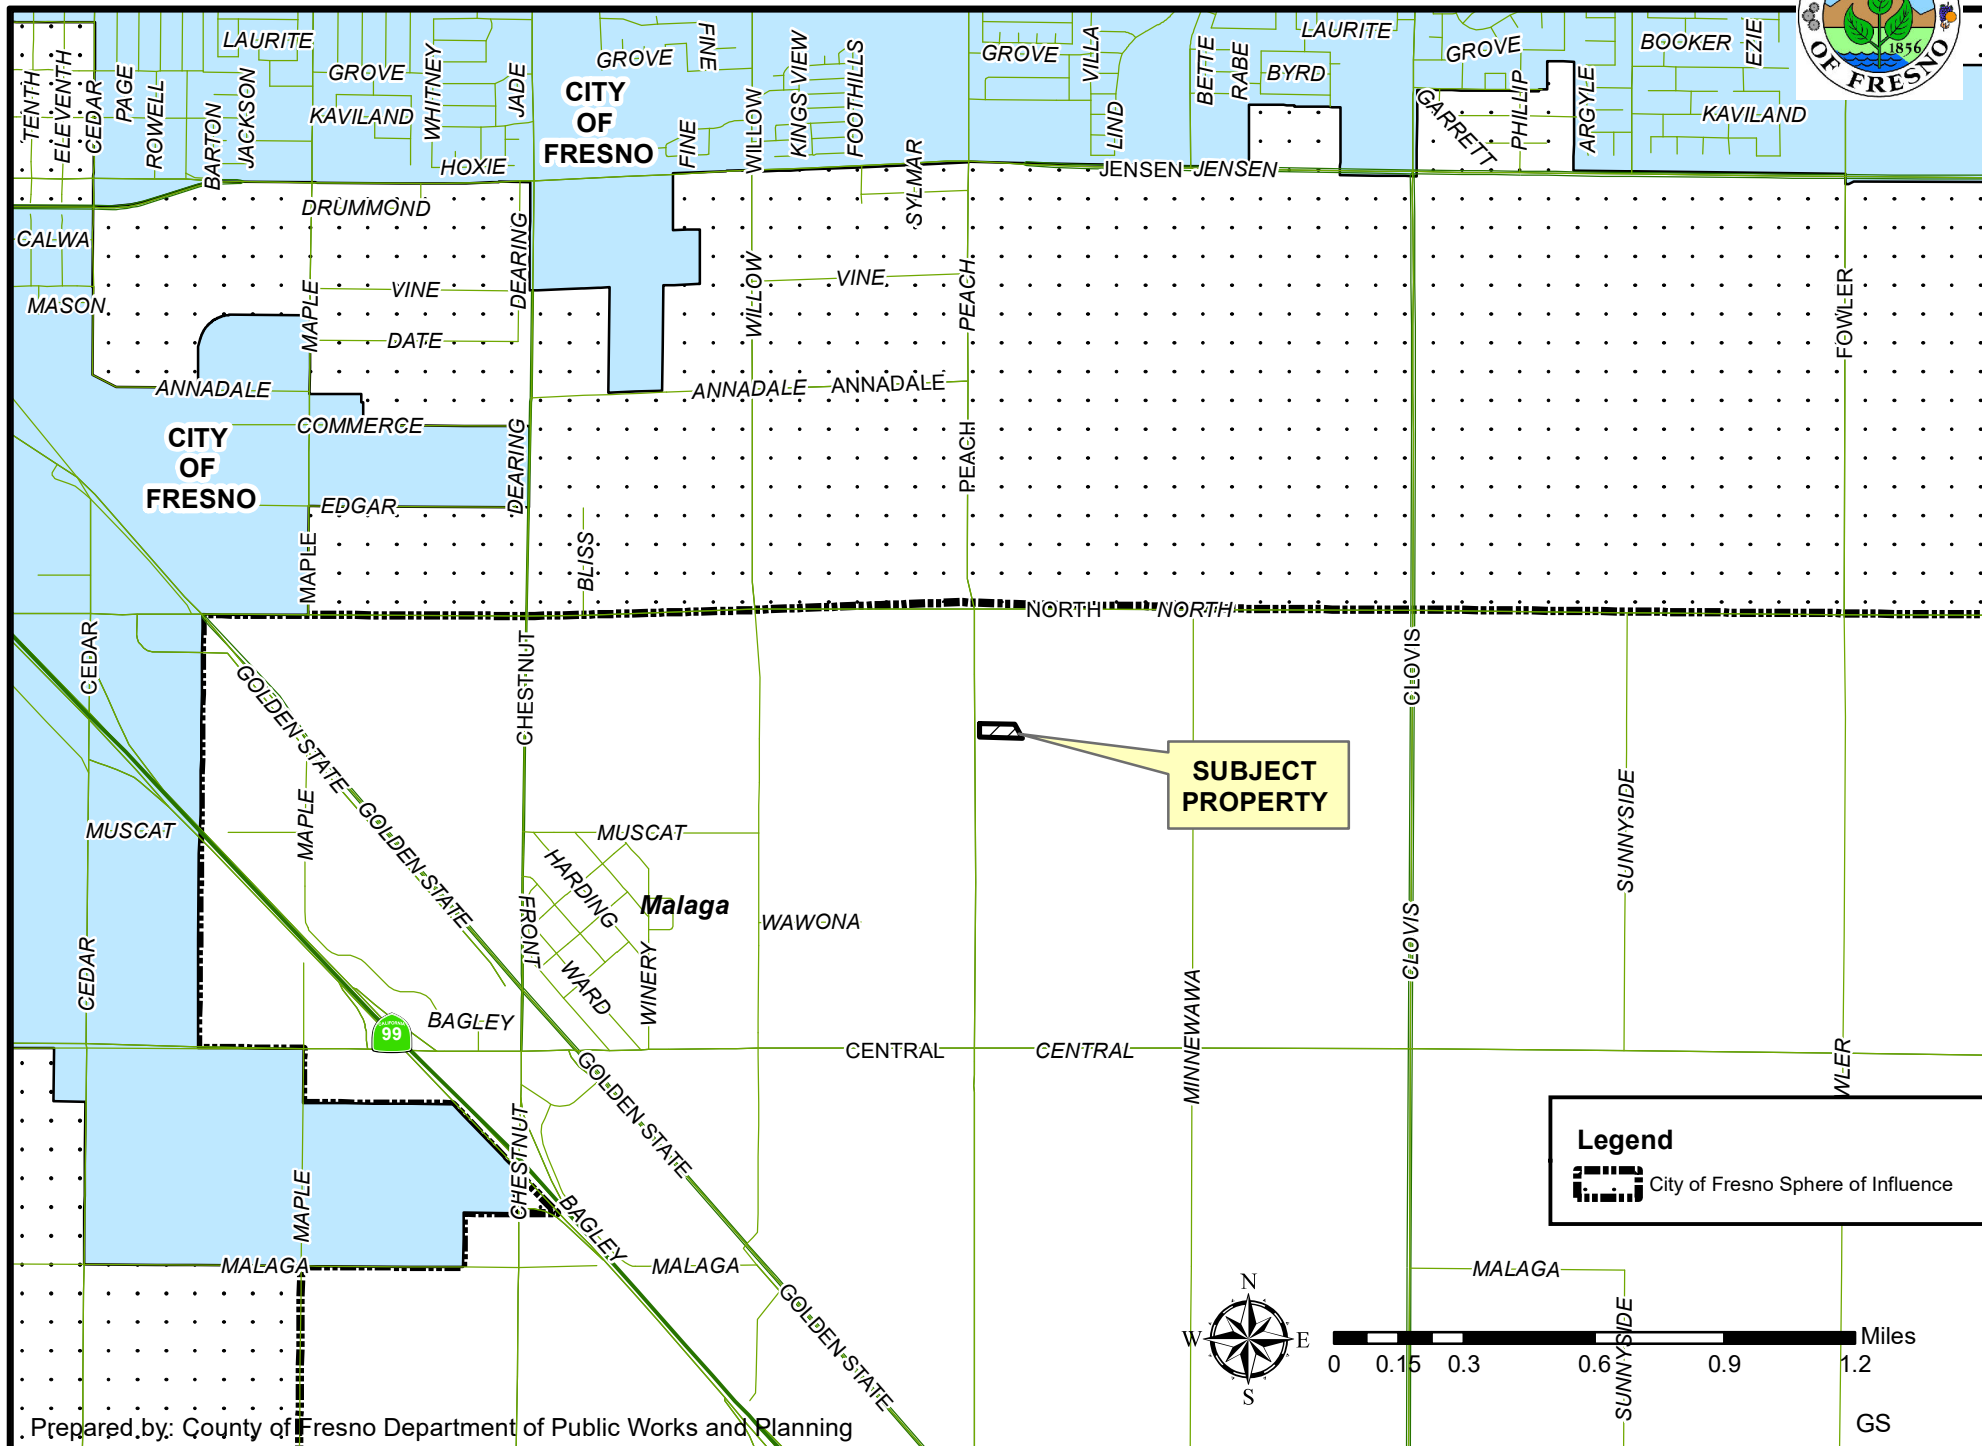 LAURITE
GROVE
KAVILAND
HOXIE
TENTH
ELEVENTH
CEDAR
PAGE
ROWELL
BARTON
JACKSON
WHITNEY
JADE
CITY
OF
FRESNO
GROVE
FINE
FINE
WILLOW
KINGS VIEW
FOOTHILLS
SYLMAR
GROVE
VILLA
LIND
BETTE
RABE
LAURITE
BYRD
GROVE
GARRETT
PHILLIP
ARGYLE
BOOKER
EZIE
KAVILAND
1856
OF FRESNO
JENSEN
JENSEN
CALWA
MASON
DRUMMOND
VINE
DATE
MAPLE
DEARING
ANNADALE
COMMERCE
EDGAR
DEARING
MAPLE
CITY
OF
FRESNO
WILLOW
VINE
PEACH
ANNADALE
ANNADALE
PEACH
BLISS
FOWLER
NORTH
NORTH
CEDAR
GOLDEN STATE
GOLDEN STATE
CHESTNUT
CLOVIS
SUBJECT
PROPERTY
MUSCAT
MAPLE
MUSCAT
HARDING
FRONT
WARD
WINERY
Malaga
WAWONA
CLOVIS
SUNNYSIDE
CEDAR
99
BAGLEY
CENTRAL
CENTRAL
MINNEWAWA
WLER
GOLDEN STATE
CHESTNUT
MAPLE
BAGLEY
MALAGA
MALAGA
GOLDEN STATE
MALAGA
SUNNYSIDE
Legend
City of Fresno Sphere of Influence
N
W
E
S
Miles
0 0.15 0.3 0.6 0.9 1.2
Prepared by: County of Fresno Department of Public Works and Planning
GS